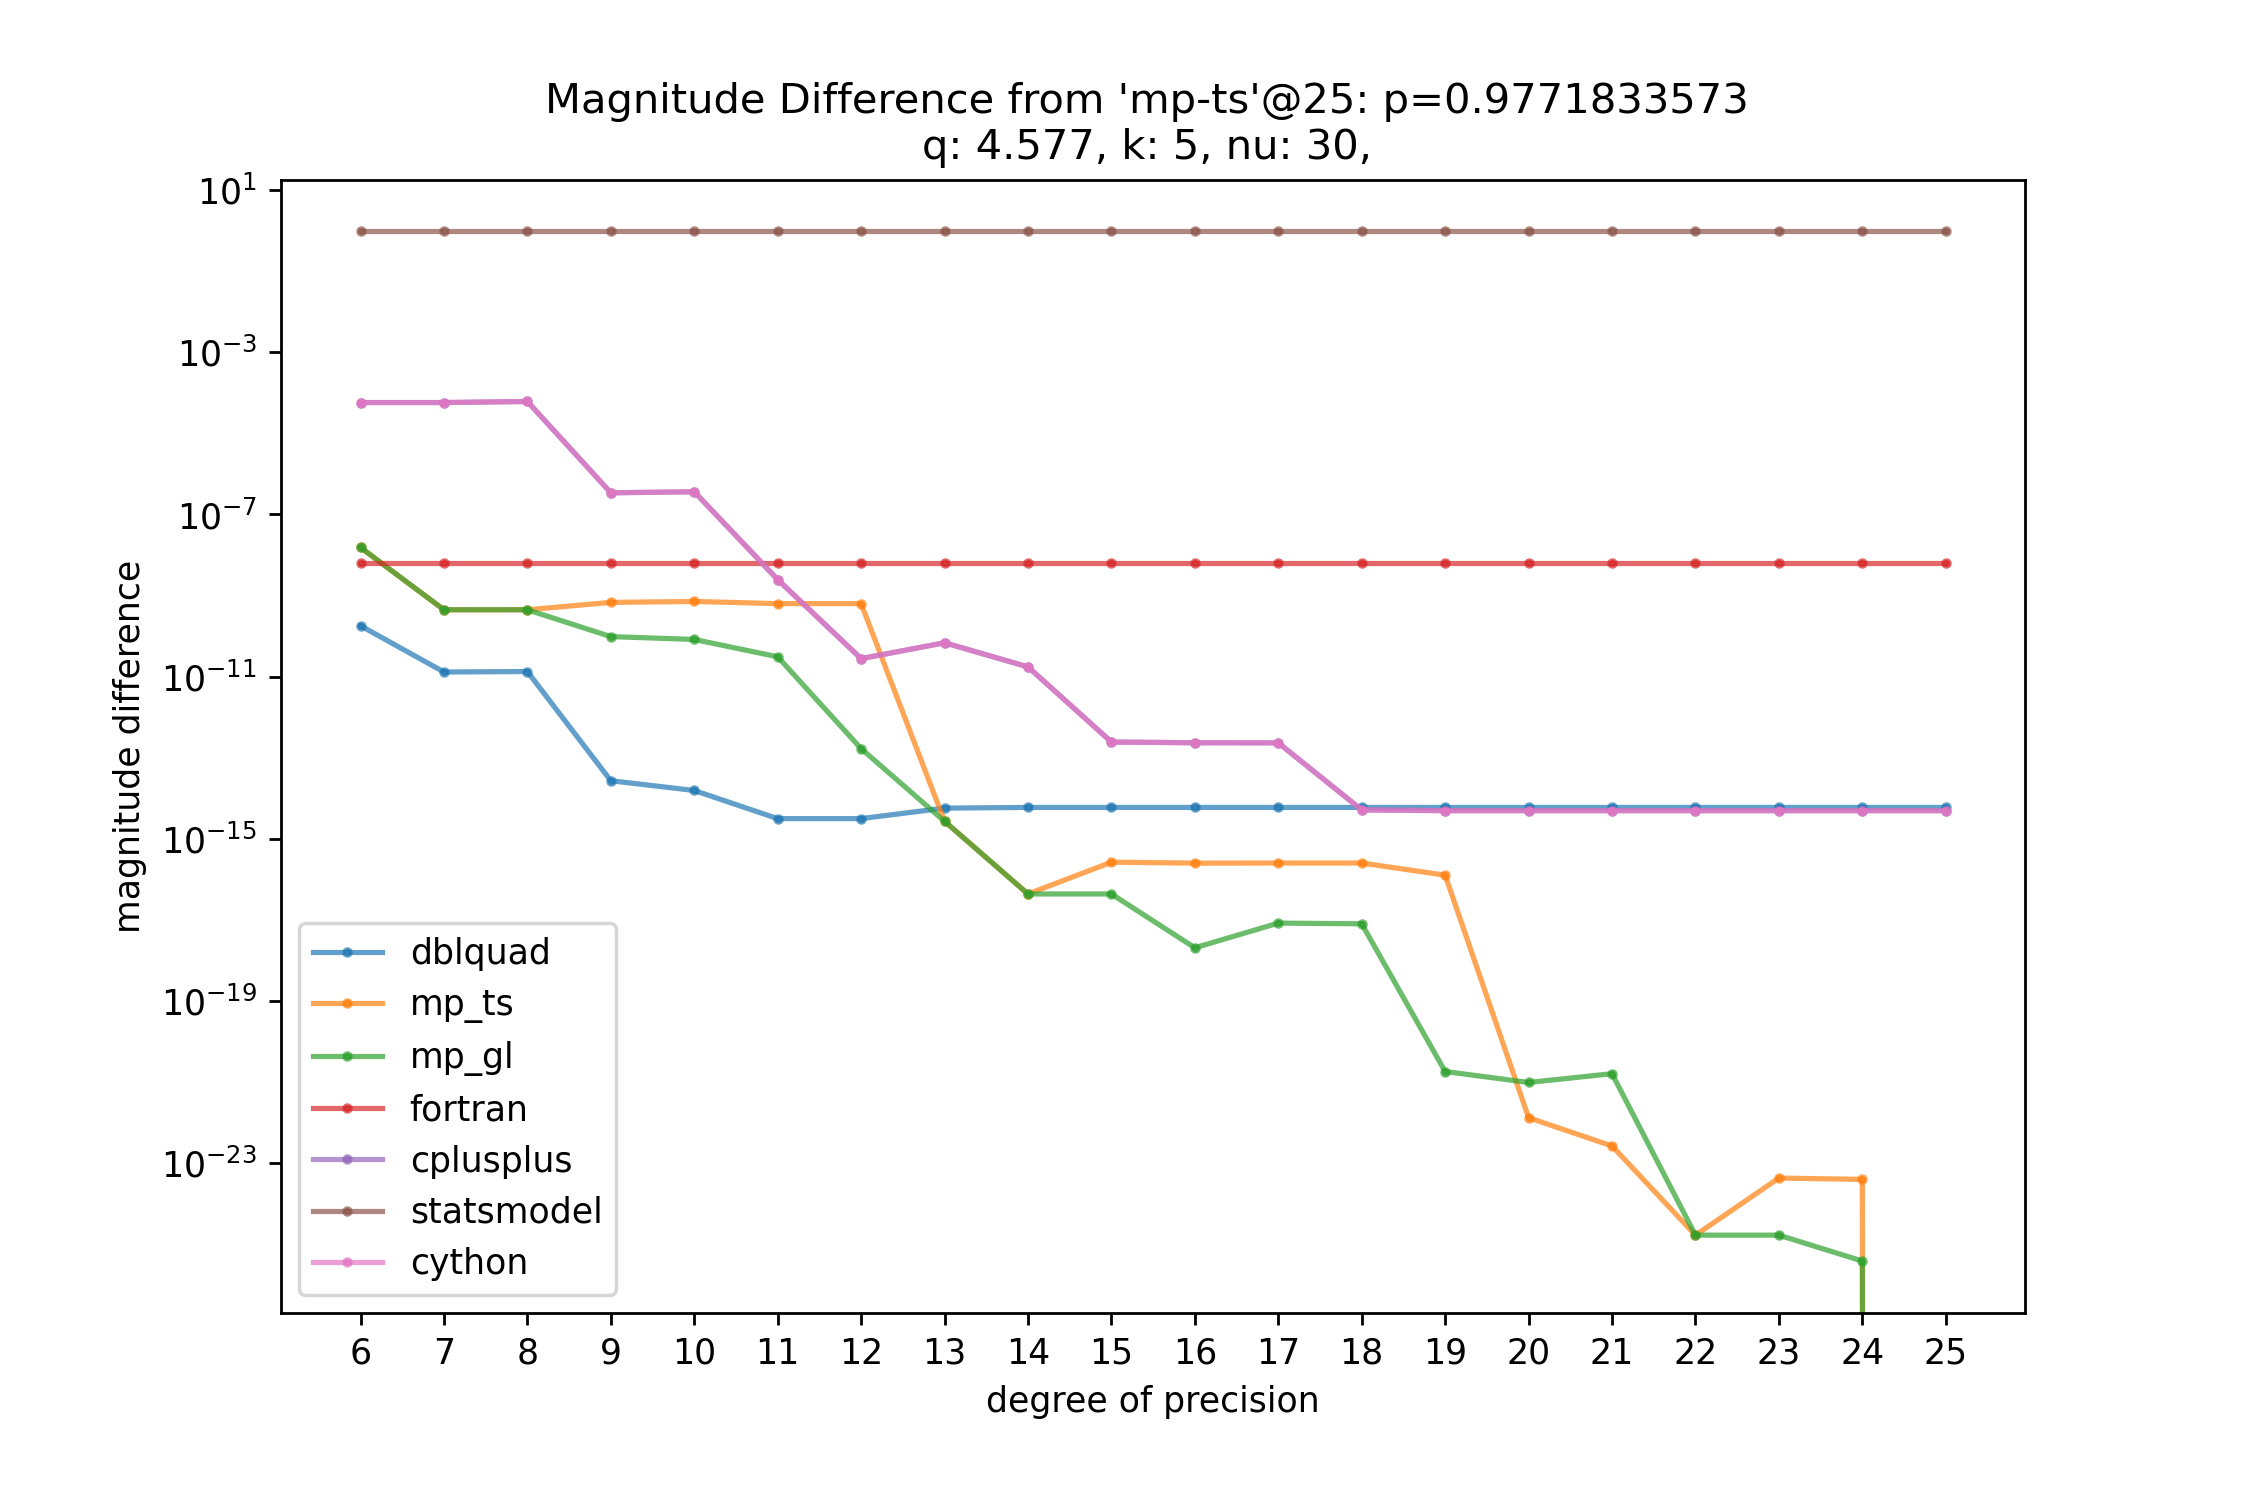 Magnitude Difference from 'mp-ts'@25: p=0.9771833573
q: 4.577, k: 5, nu: 30,
10¹
10⁻³
10⁻⁷
10⁻¹¹
10⁻¹⁵
10⁻¹⁹
10⁻²³
magnitude difference
dblquad
mp_ts
mp_gl
fortran
cplusplus
statsmodel
cython
6 7 8 9 10 11 12 13 14 15 16 17 18 19 20 21 22 23 24 25
degree of precision